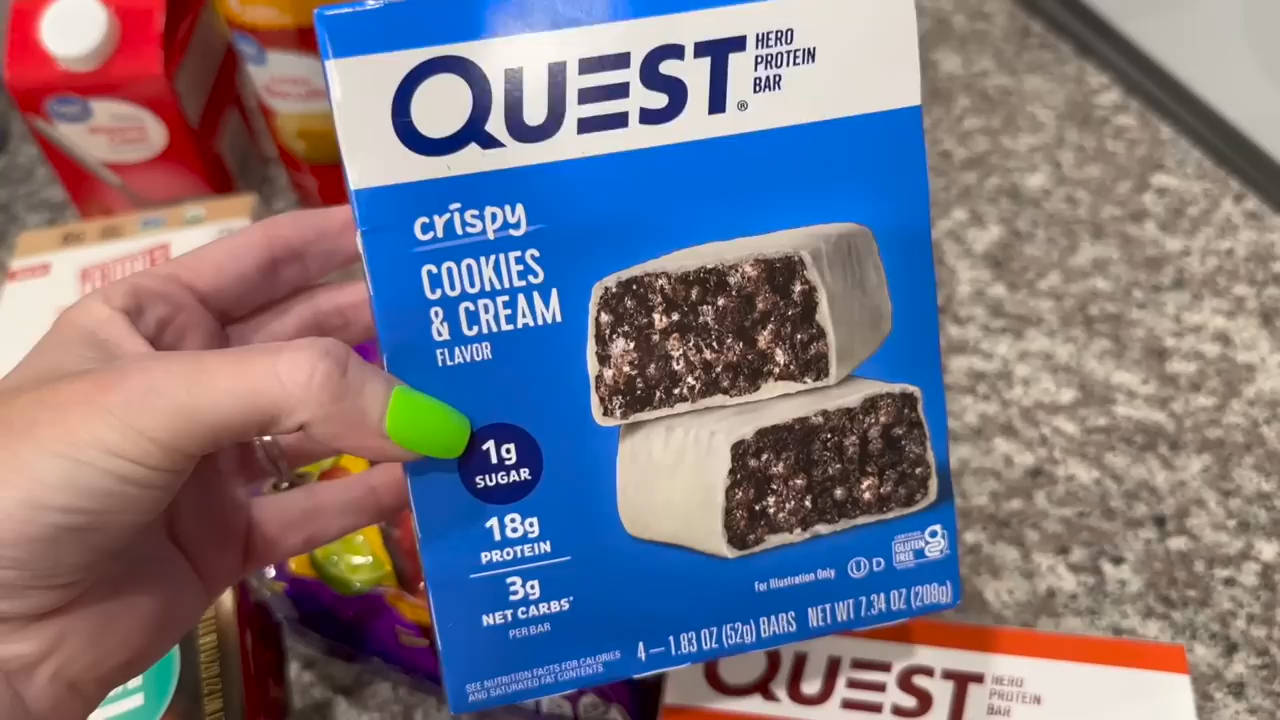 QUEST®
HERO
PROTEIN
BAR
crispy
COOKIES
& CREAM
FLAVOR
1g
SUGAR
18g
PROTEIN
3g
NET CARBS*
PER BAR
SEE NUTRITION FACTS FOR CALORIES
AND SATURATED FAT CONTENTS.
For Illustration Only
U D
CERTIFIED
GLUTEN
FREE
4 – 1.83 OZ (52g) BARS NET WT 7.34 OZ (208g)
QUEST
HERO
PROTEIN
BAR